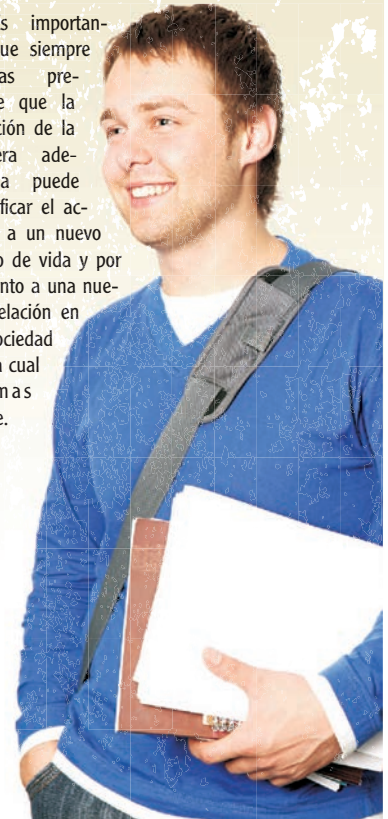 s importan-
ue siempre
as pre-
e que la
ción de la
era ade-
a puede
ficar el ac-
a un nuevo
o de vida y por
nto a una nue-
elación en
ociedad
a cual
mas
e.